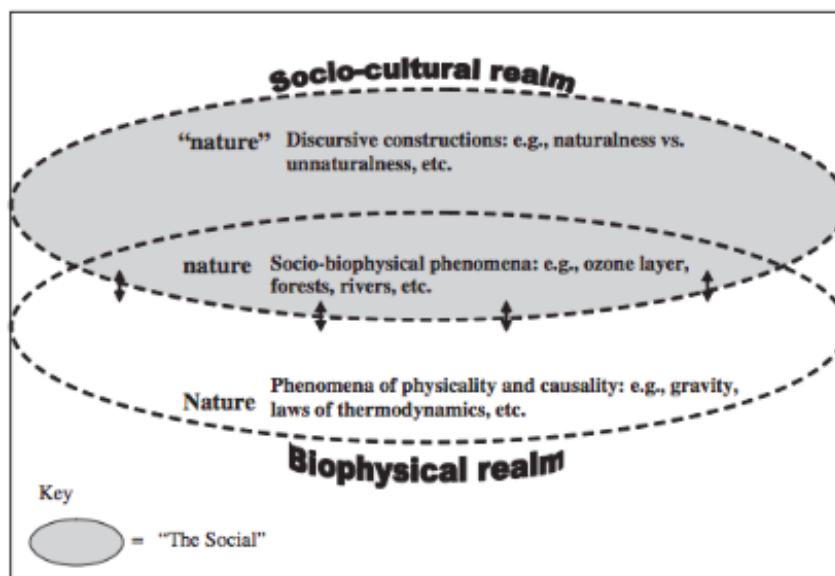 Socio-cultural realm
“nature” Discursive constructions: e.g., naturalness vs.
unnaturalness, etc.
nature Socio-biophysical phenomena: e.g., ozone layer,
forests, rivers, etc.
Nature Phenomena of physicality and causality: e.g., gravity,
laws of thermodynamics, etc.
Biophysical realm
Key
= “The Social”